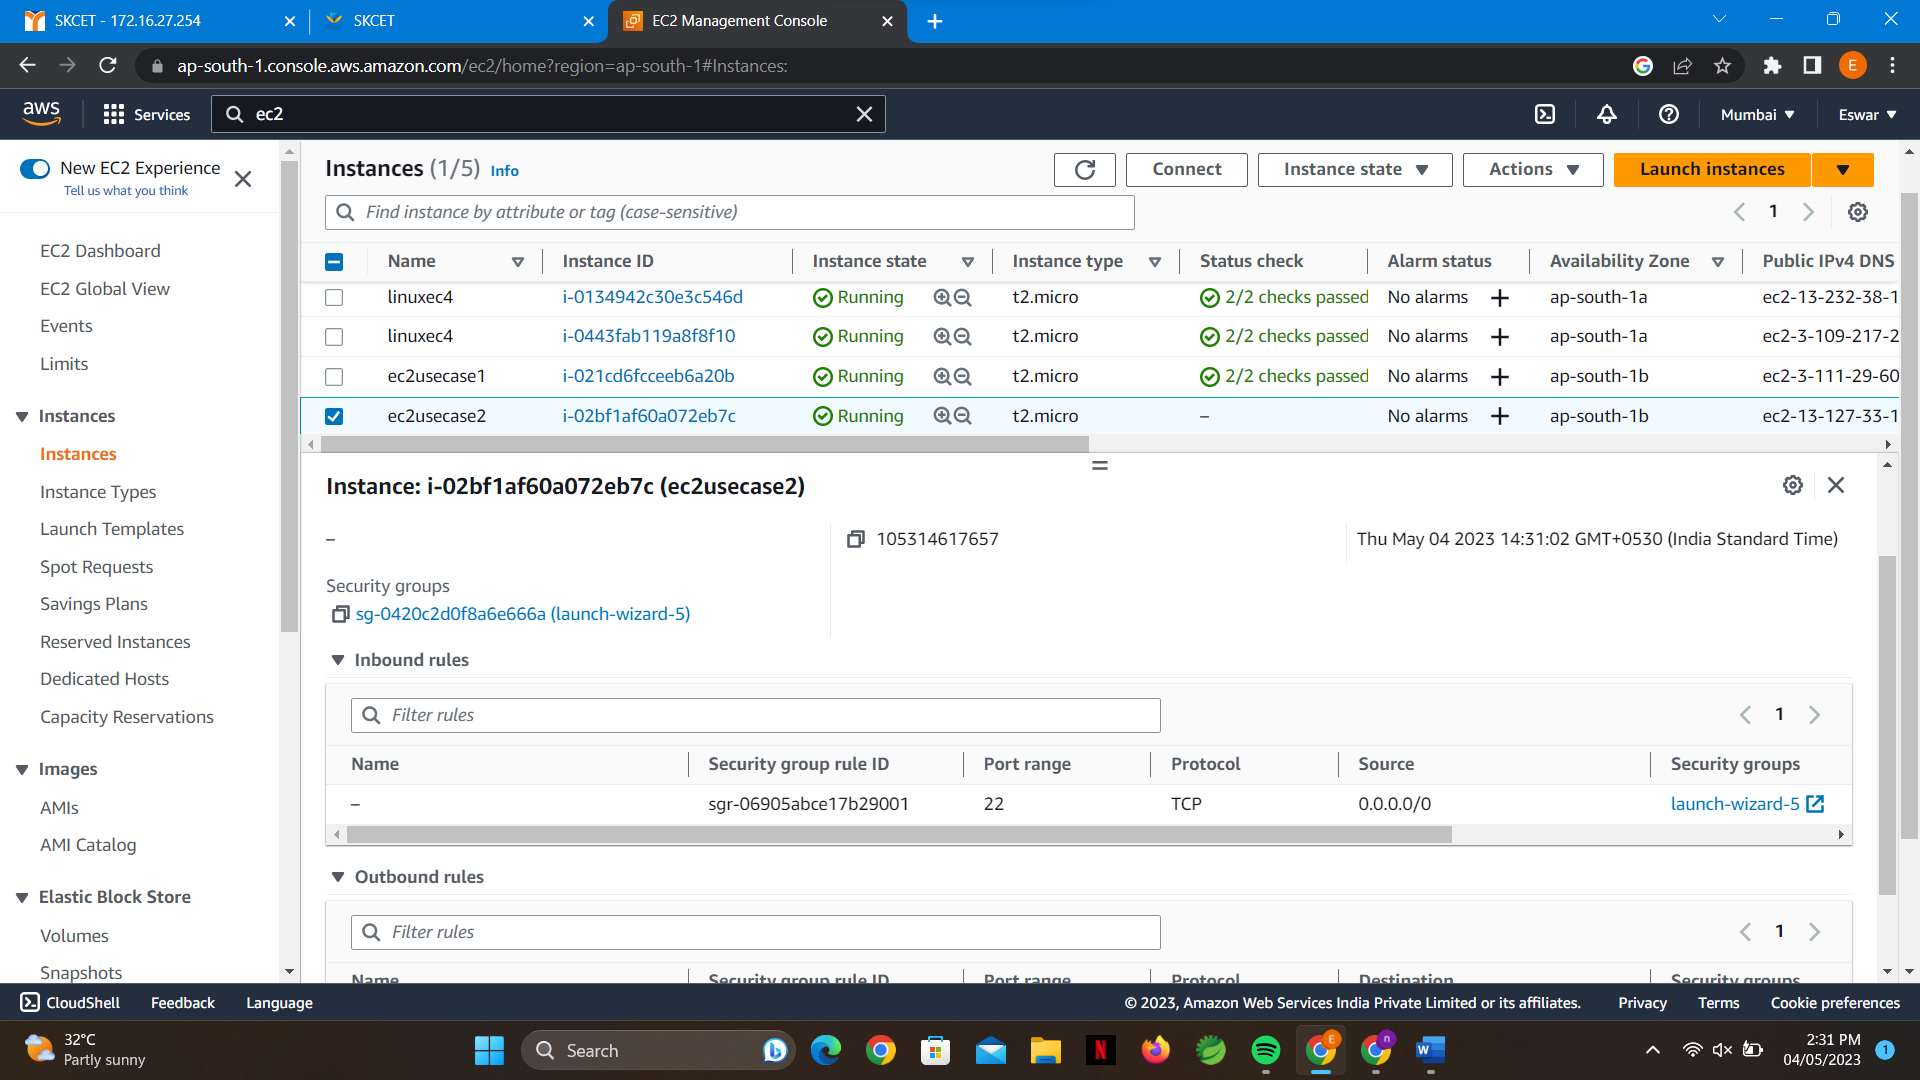 SKCET - 172.16.27.254
SKCET
EC2 Management Console
ap-south-1.console.aws.amazon.com/ec2/home?region=ap-south-1#Instances:
E
aws
Services
ec2
Mumbai
Eswar
New EC2 Experience
Tell us what you think
EC2 Dashboard
EC2 Global View
Events
Limits
Instances
Instances
Instance Types
Launch Templates
Spot Requests
Savings Plans
Reserved Instances
Dedicated Hosts
Capacity Reservations
Images
AMIs
AMI Catalog
Elastic Block Store
Volumes
Snapshots
Instances (1/5) Info
Connect
Instance state
Actions
Launch instances
Find instance by attribute or tag (case-sensitive)
1
Name Instance ID Instance state Instance type Status check Alarm status Availability Zone Public IPv4 DNS
linuxec4 i-0134942c30e3c546d Running t2.micro 2/2 checks passed No alarms + ap-south-1a ec2-13-232-38-1
linuxec4 i-0443fab119a8f8f10 Running t2.micro 2/2 checks passed No alarms + ap-south-1a ec2-3-109-217-2
ec2usecase1 i-021cd6fcceeb6a20b Running t2.micro 2/2 checks passed No alarms + ap-south-1b ec2-3-111-29-60
ec2usecase2 i-02bf1af60a072eb7c Running t2.micro – No alarms + ap-south-1b ec2-13-127-33-1
Instance: i-02bf1af60a072eb7c (ec2usecase2)
–
105314617657
Thu May 04 2023 14:31:02 GMT+0530 (India Standard Time)
Security groups
sg-0420c2d0f8a6e666a (launch-wizard-5)
Inbound rules
Filter rules
1
Name Security group rule ID Port range Protocol Source Security groups
– sgr-06905abce17b29001 22 TCP 0.0.0.0/0 launch-wizard-5
Outbound rules
Filter rules
1
Name Security group rule ID Port range Protocol Destination Security groups
CloudShell
Feedback
Language
© 2023, Amazon Web Services India Private Limited or its affiliates.
Privacy
Terms
Cookie preferences
32°C
Partly sunny
Search
N
E
n
W
2:31 PM
04/05/2023
1